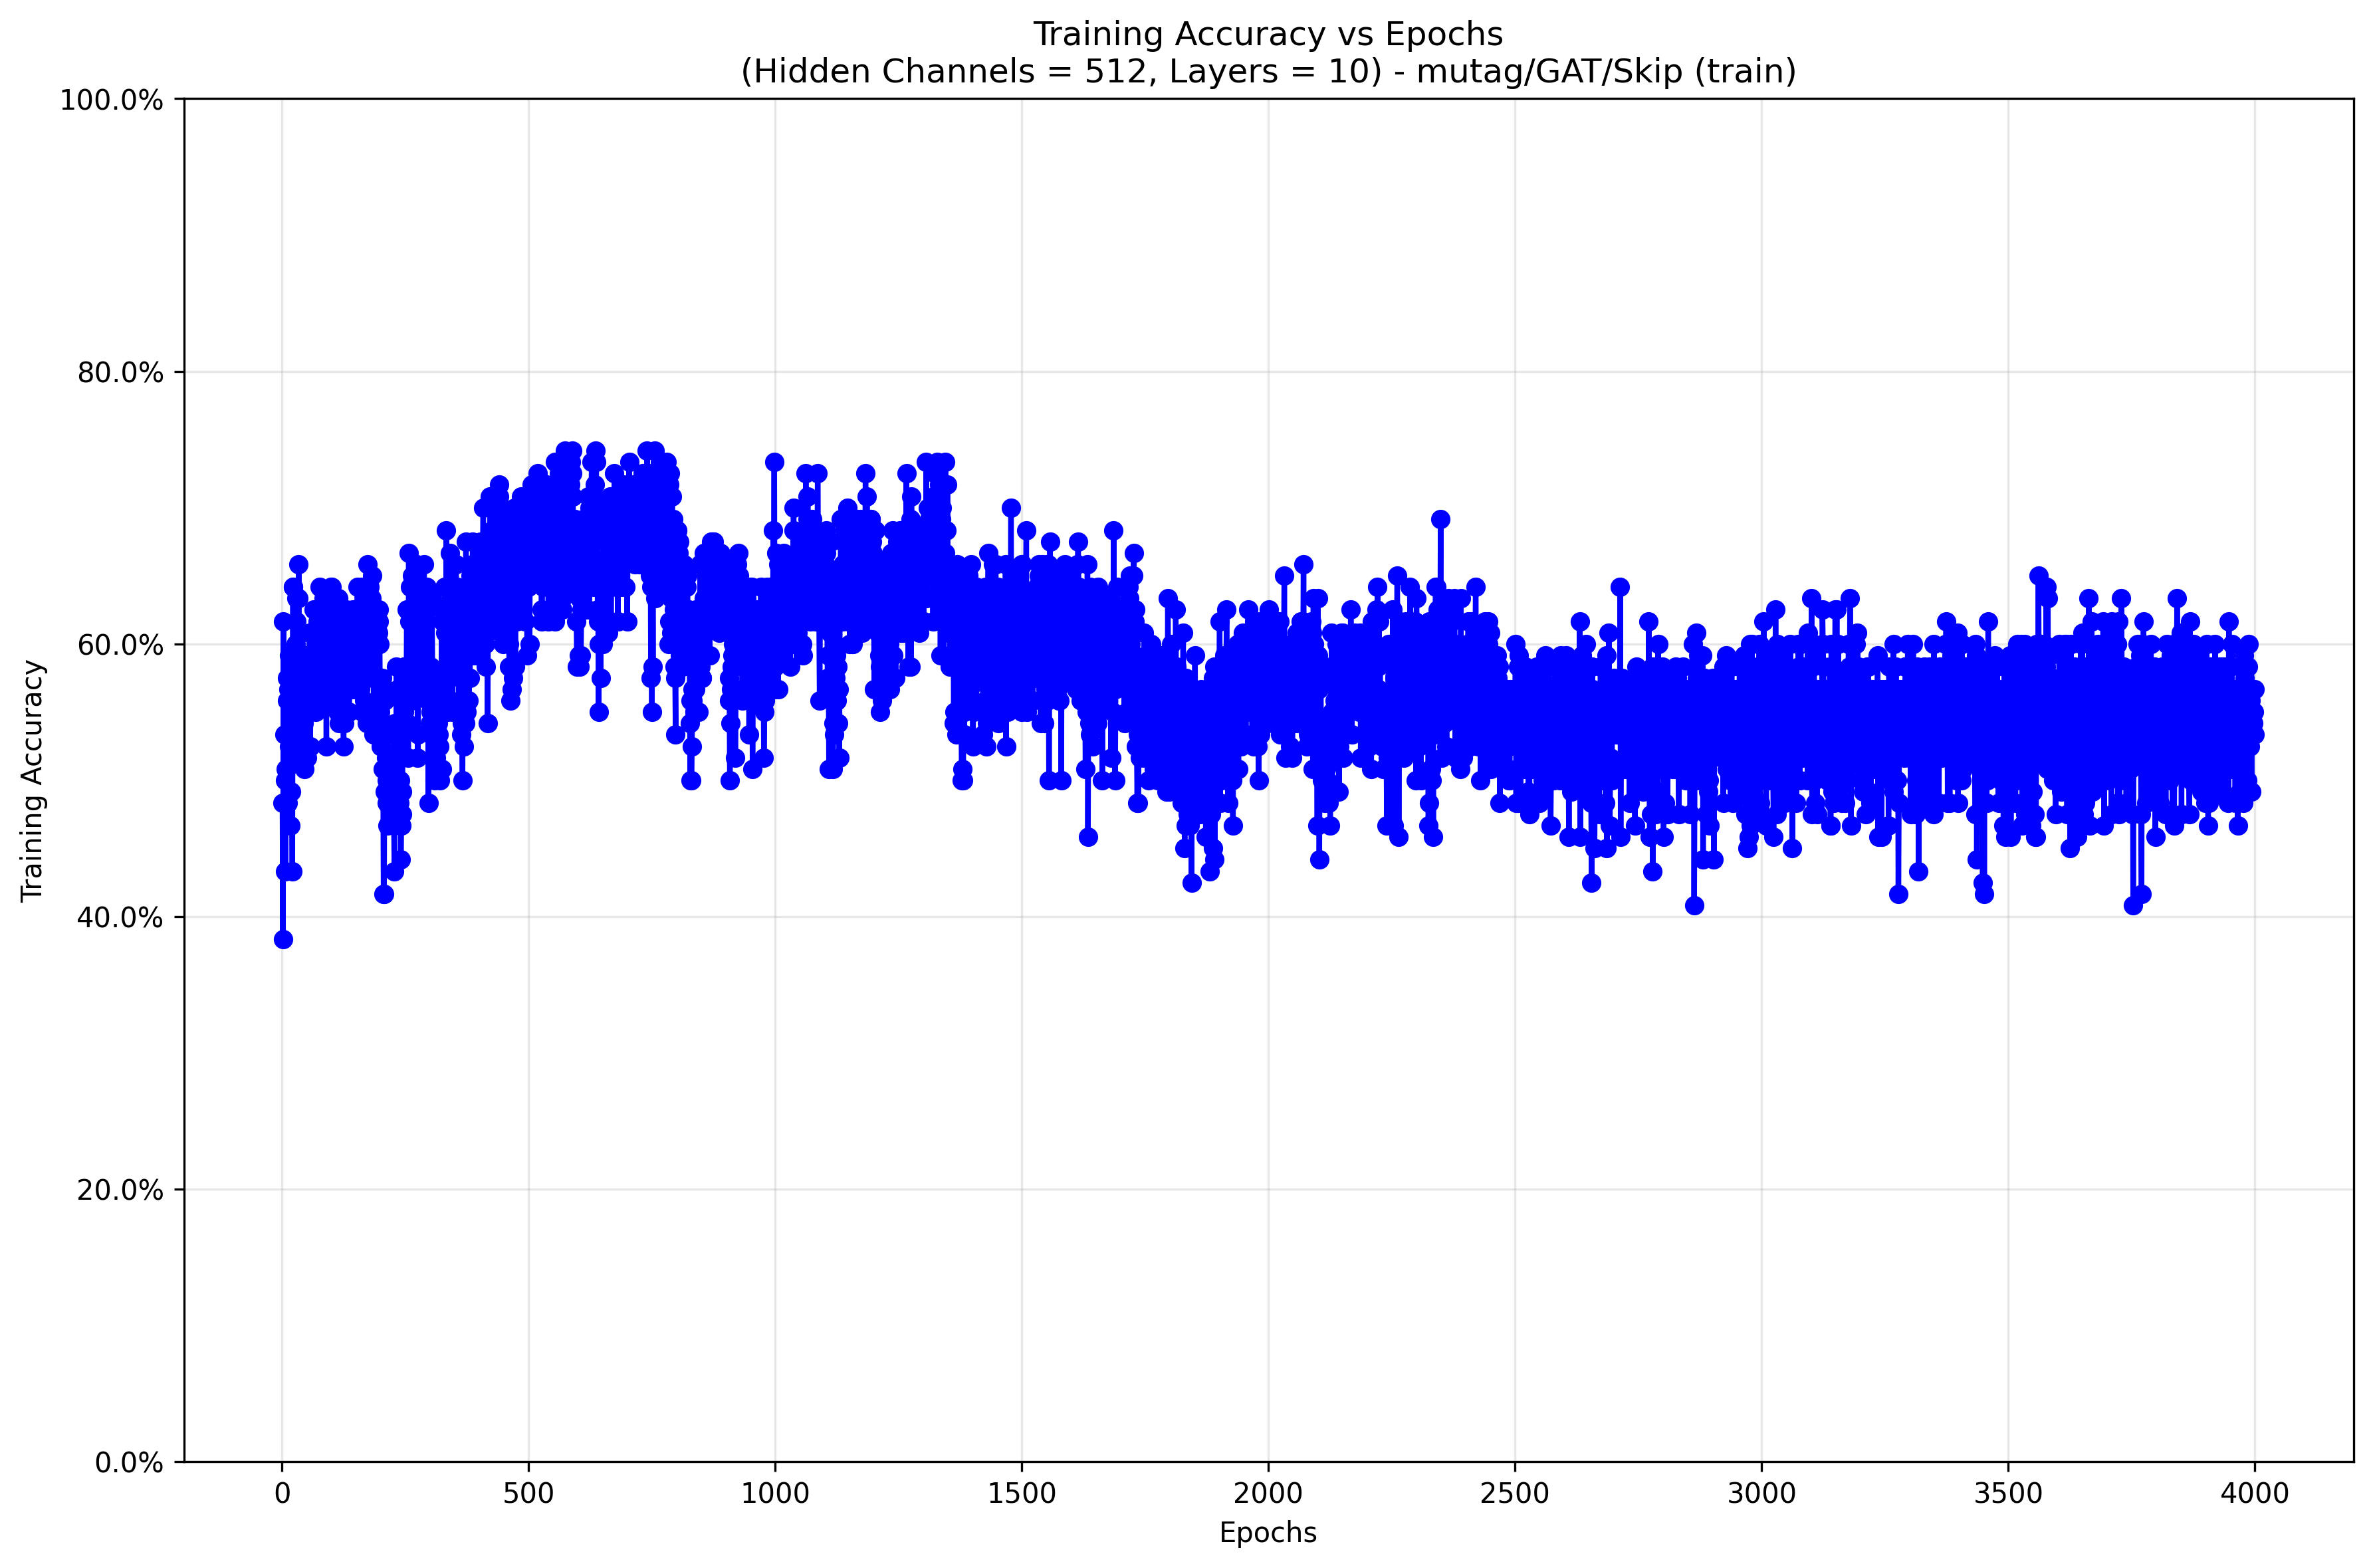 Training Accuracy vs Epochs
(Hidden Channels = 512, Layers = 10) - mutag/GAT/Skip (train)
100.0%
80.0%
60.0%
40.0%
20.0%
0.0%
Training Accuracy
0 500 1000 1500 2000 2500 3000 3500 4000
Epochs